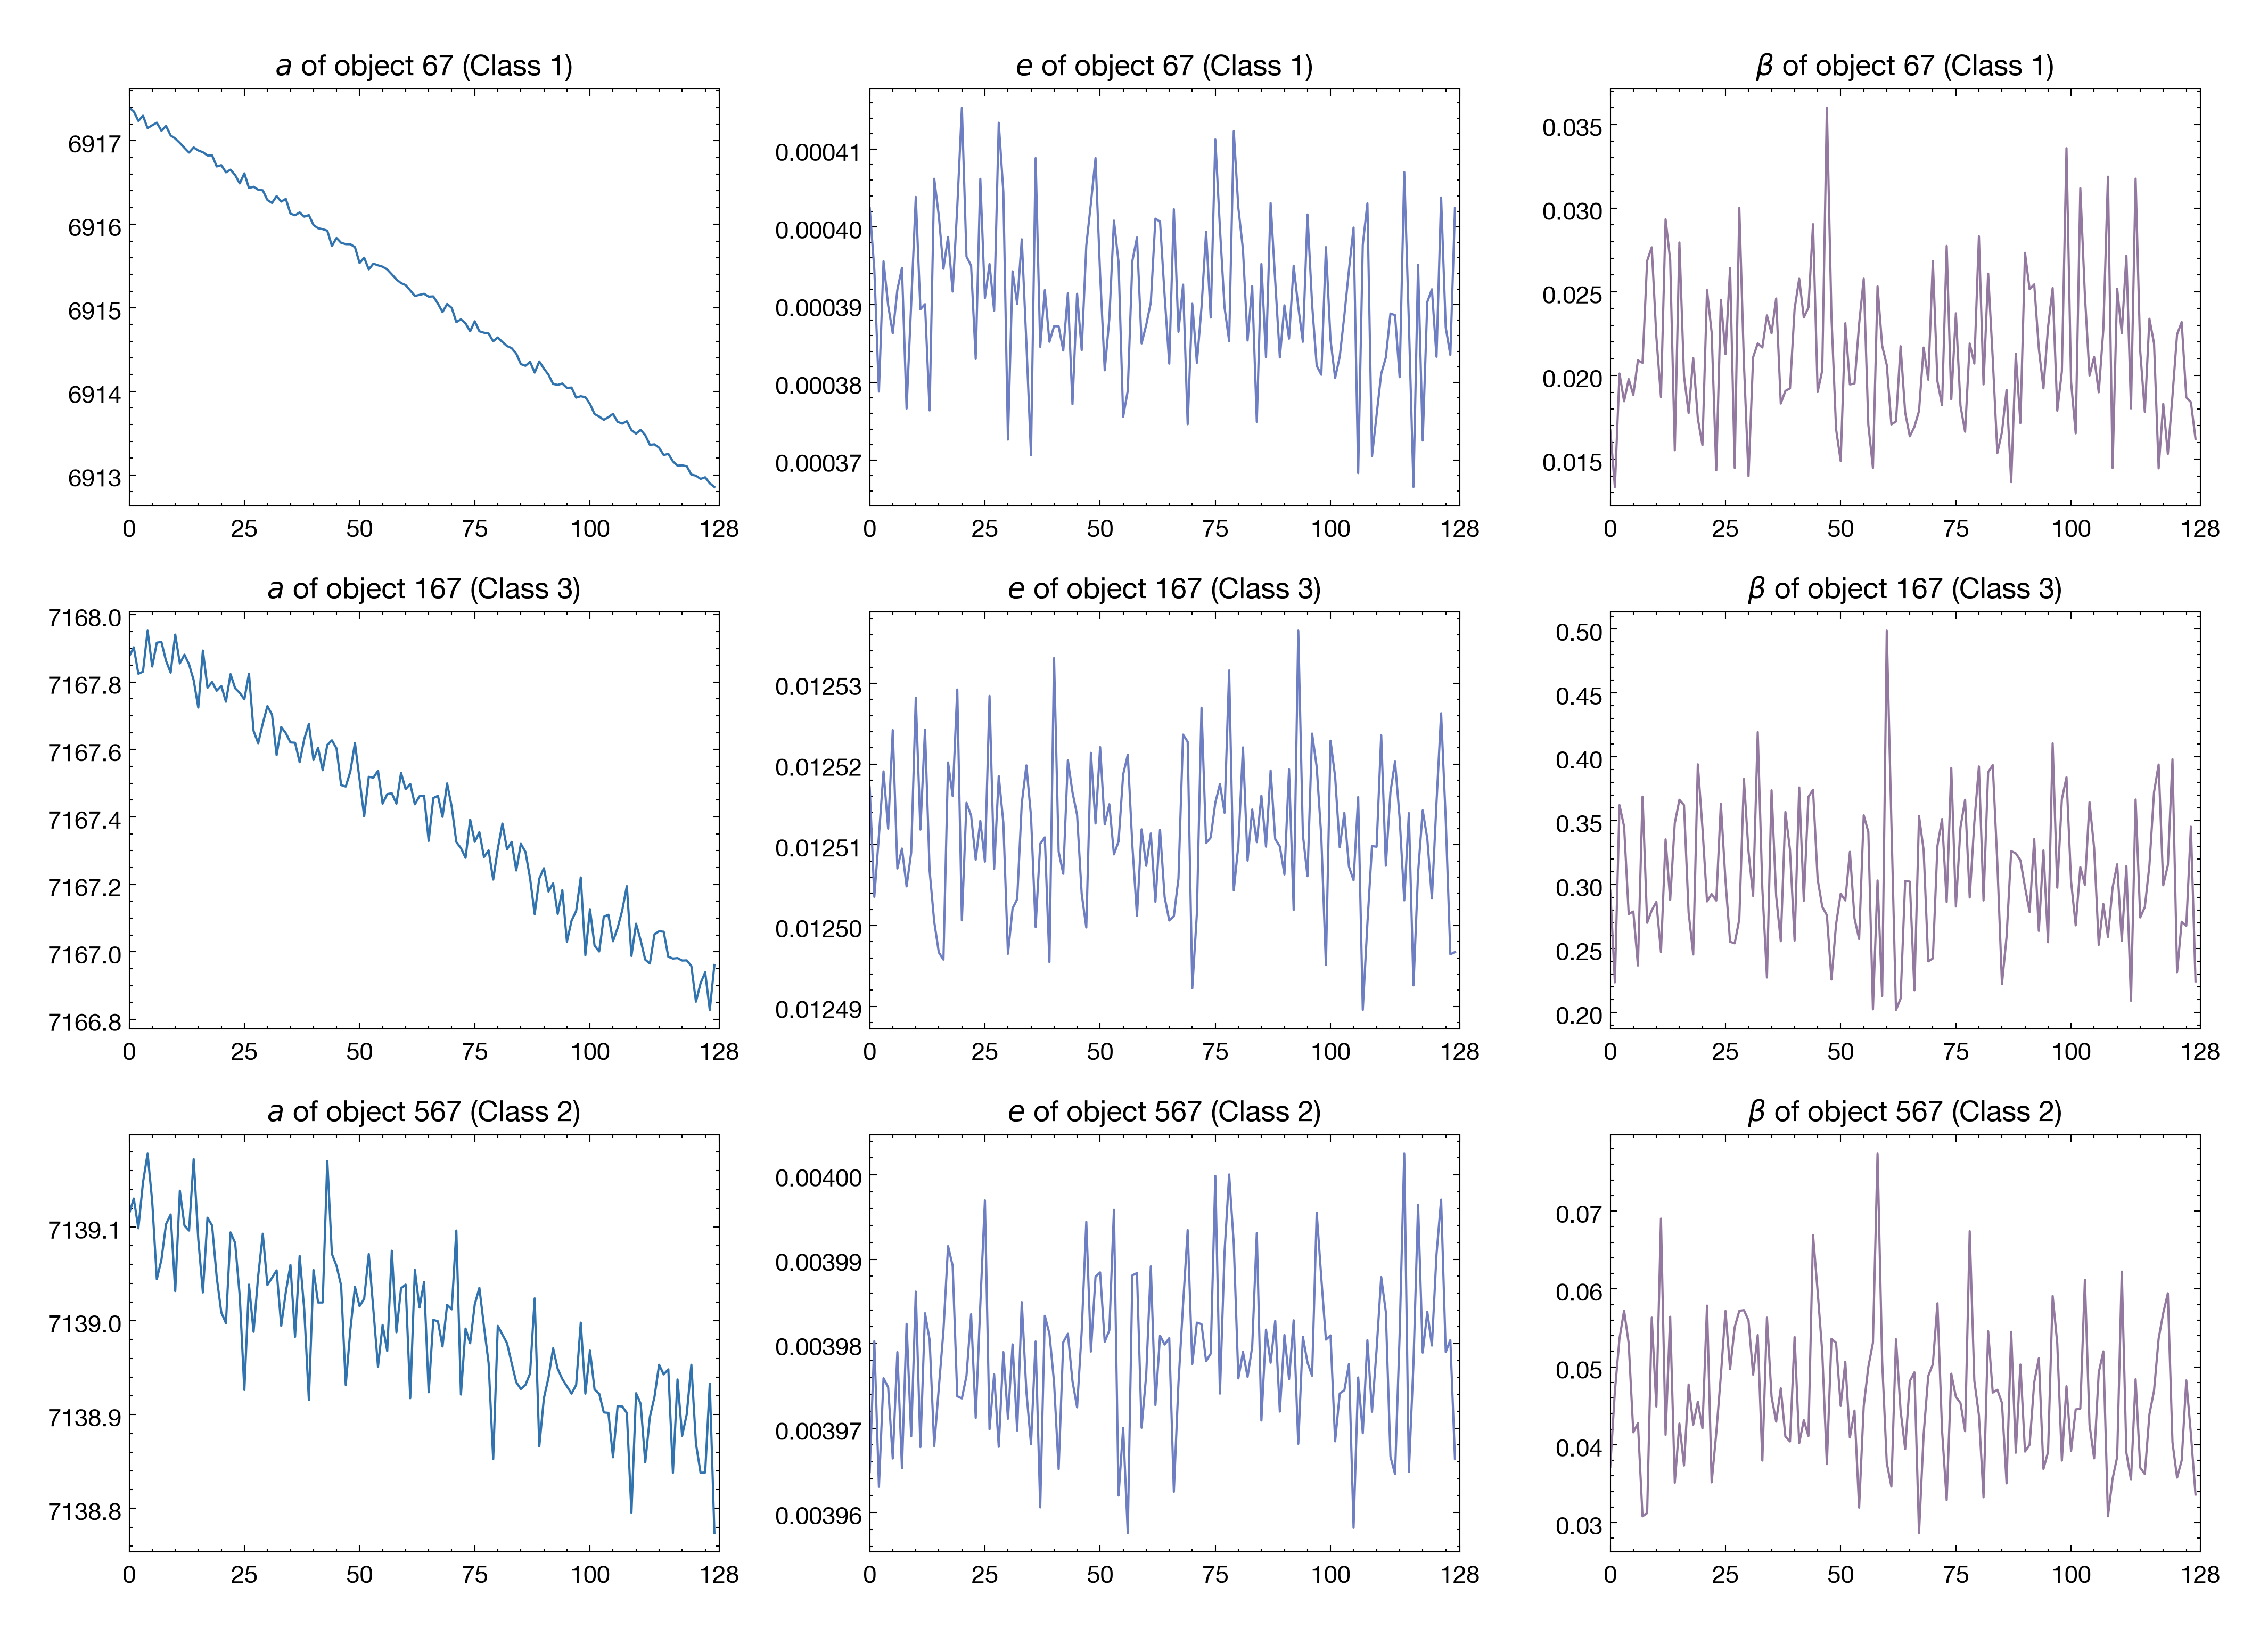 a of object 67 (Class 1)
6917
6916
6915
6914
6913
0 25 50 75 100 128
e of object 67 (Class 1)
0.00041
0.00040
0.00039
0.00038
0.00037
0 25 50 75 100 128
β of object 67 (Class 1)
0.035
0.030
0.025
0.020
0.015
0 25 50 75 100 128
a of object 167 (Class 3)
7168.0
7167.8
7167.6
7167.4
7167.2
7167.0
7166.8
0 25 50 75 100 128
e of object 167 (Class 3)
0.01253
0.01252
0.01251
0.01250
0.01249
0 25 50 75 100 128
β of object 167 (Class 3)
0.50
0.45
0.40
0.35
0.30
0.25
0.20
0 25 50 75 100 128
a of object 567 (Class 2)
7139.1
7139.0
7138.9
7138.8
0 25 50 75 100 128
e of object 567 (Class 2)
0.00400
0.00399
0.00398
0.00397
0.00396
0 25 50 75 100 128
β of object 567 (Class 2)
0.07
0.06
0.05
0.04
0.03
0 25 50 75 100 128